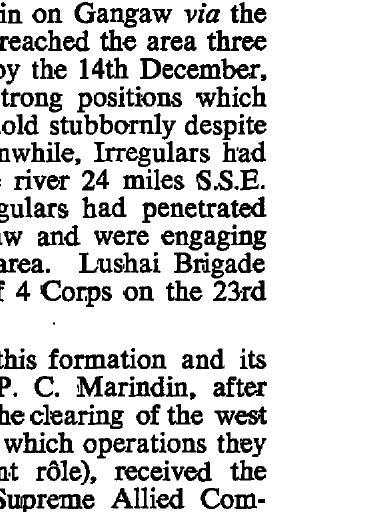 in on Gangaw via the
reached the area three
by the 14th December,
trong positions which
old stubbornly despite
nwhile, Irregulars had
river 24 miles S.S.E.
gulars had penetrated
aw and were engaging
area. Lushai Brigade
f 4 Corps on the 23rd
this formation and its
P. C. Marindin, after
he clearing of the west
which operations they
nt rôle), received the
Supreme Allied Com-